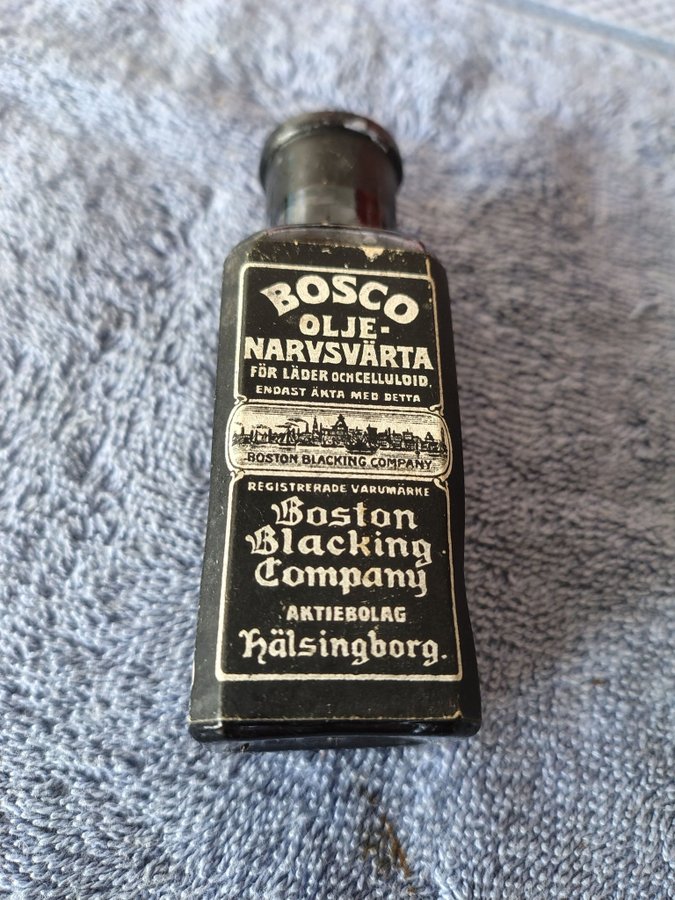 BOSCO
OLJE-
NARVSVÄRTA
FÖR LÄDER OCH CELLULOID.
ENDAST ÄKTA MED DETTA
BOSTON BLACKING COMPANY
REGISTRERADE VARUMÄRKE
Boston
Blacking
Company
AKTIEBOLAG
Hälsingborg.